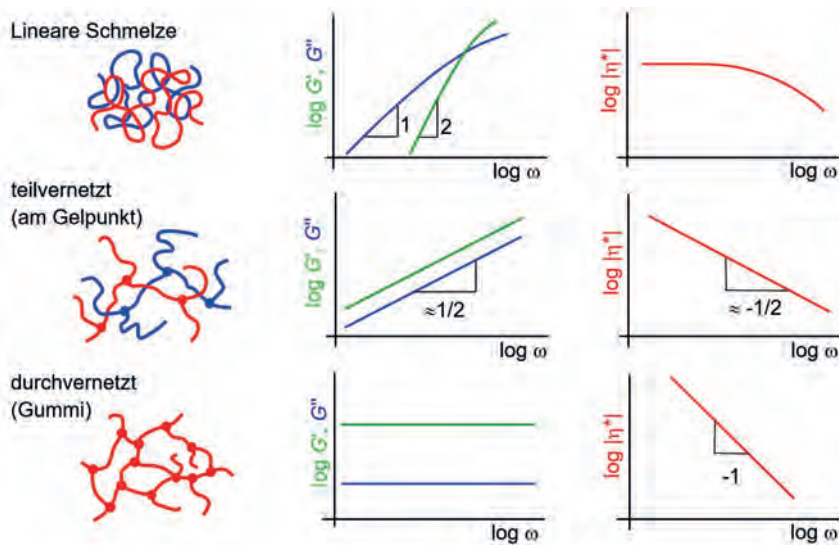 Lineare Schmelze
log G', G"
1
2
log ω
log |η*|
log ω
teilvernetzt
(am Gelpunkt)
log G', G"
≈1/2
log ω
log |η*|
≈ -1/2
log ω
durchvernetzt
(Gummi)
log G', G"
log ω
log |η*|
-1
log ω